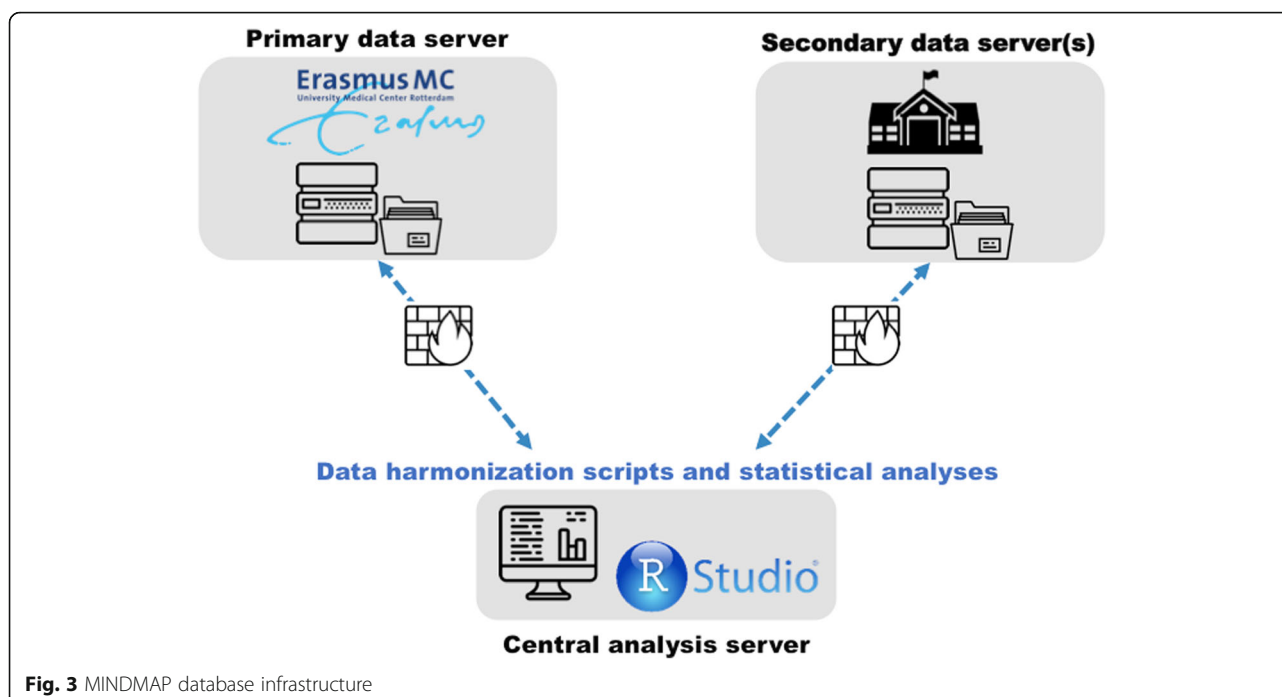 Primary data server
Secondary data server(s)
Erasmus MC
University Medical Center Rotterdam
Erasmus
Data harmonization scripts and statistical analyses
R Studio®
Central analysis server
Fig. 3 MINDMAP database infrastructure